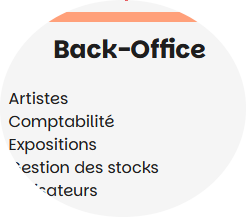 Back-Office
Artistes
Comptabilité
Expositions
Gestion des stocks